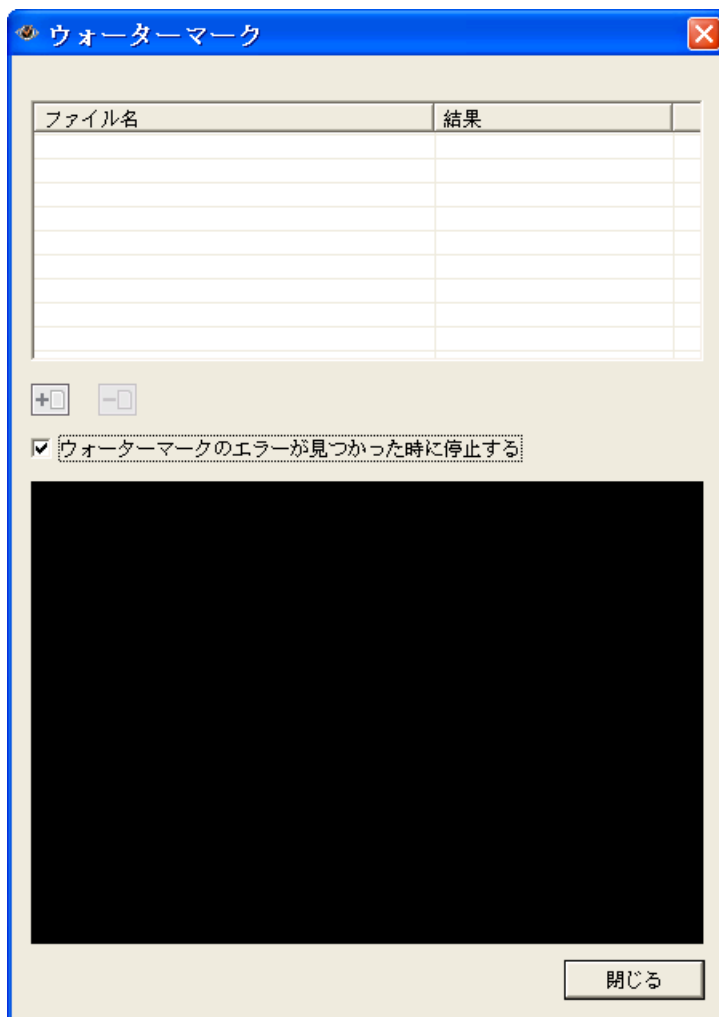 ウォーターマーク
ファイル名 結果
ウォーターマークのエラーが見つかった時に停止する
閉じる